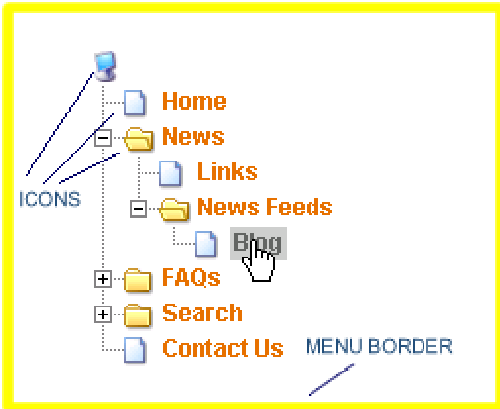 Home
News
Links
ICONS
News Feeds
Blog
FAQs
Search
Contact Us
MENU BORDER